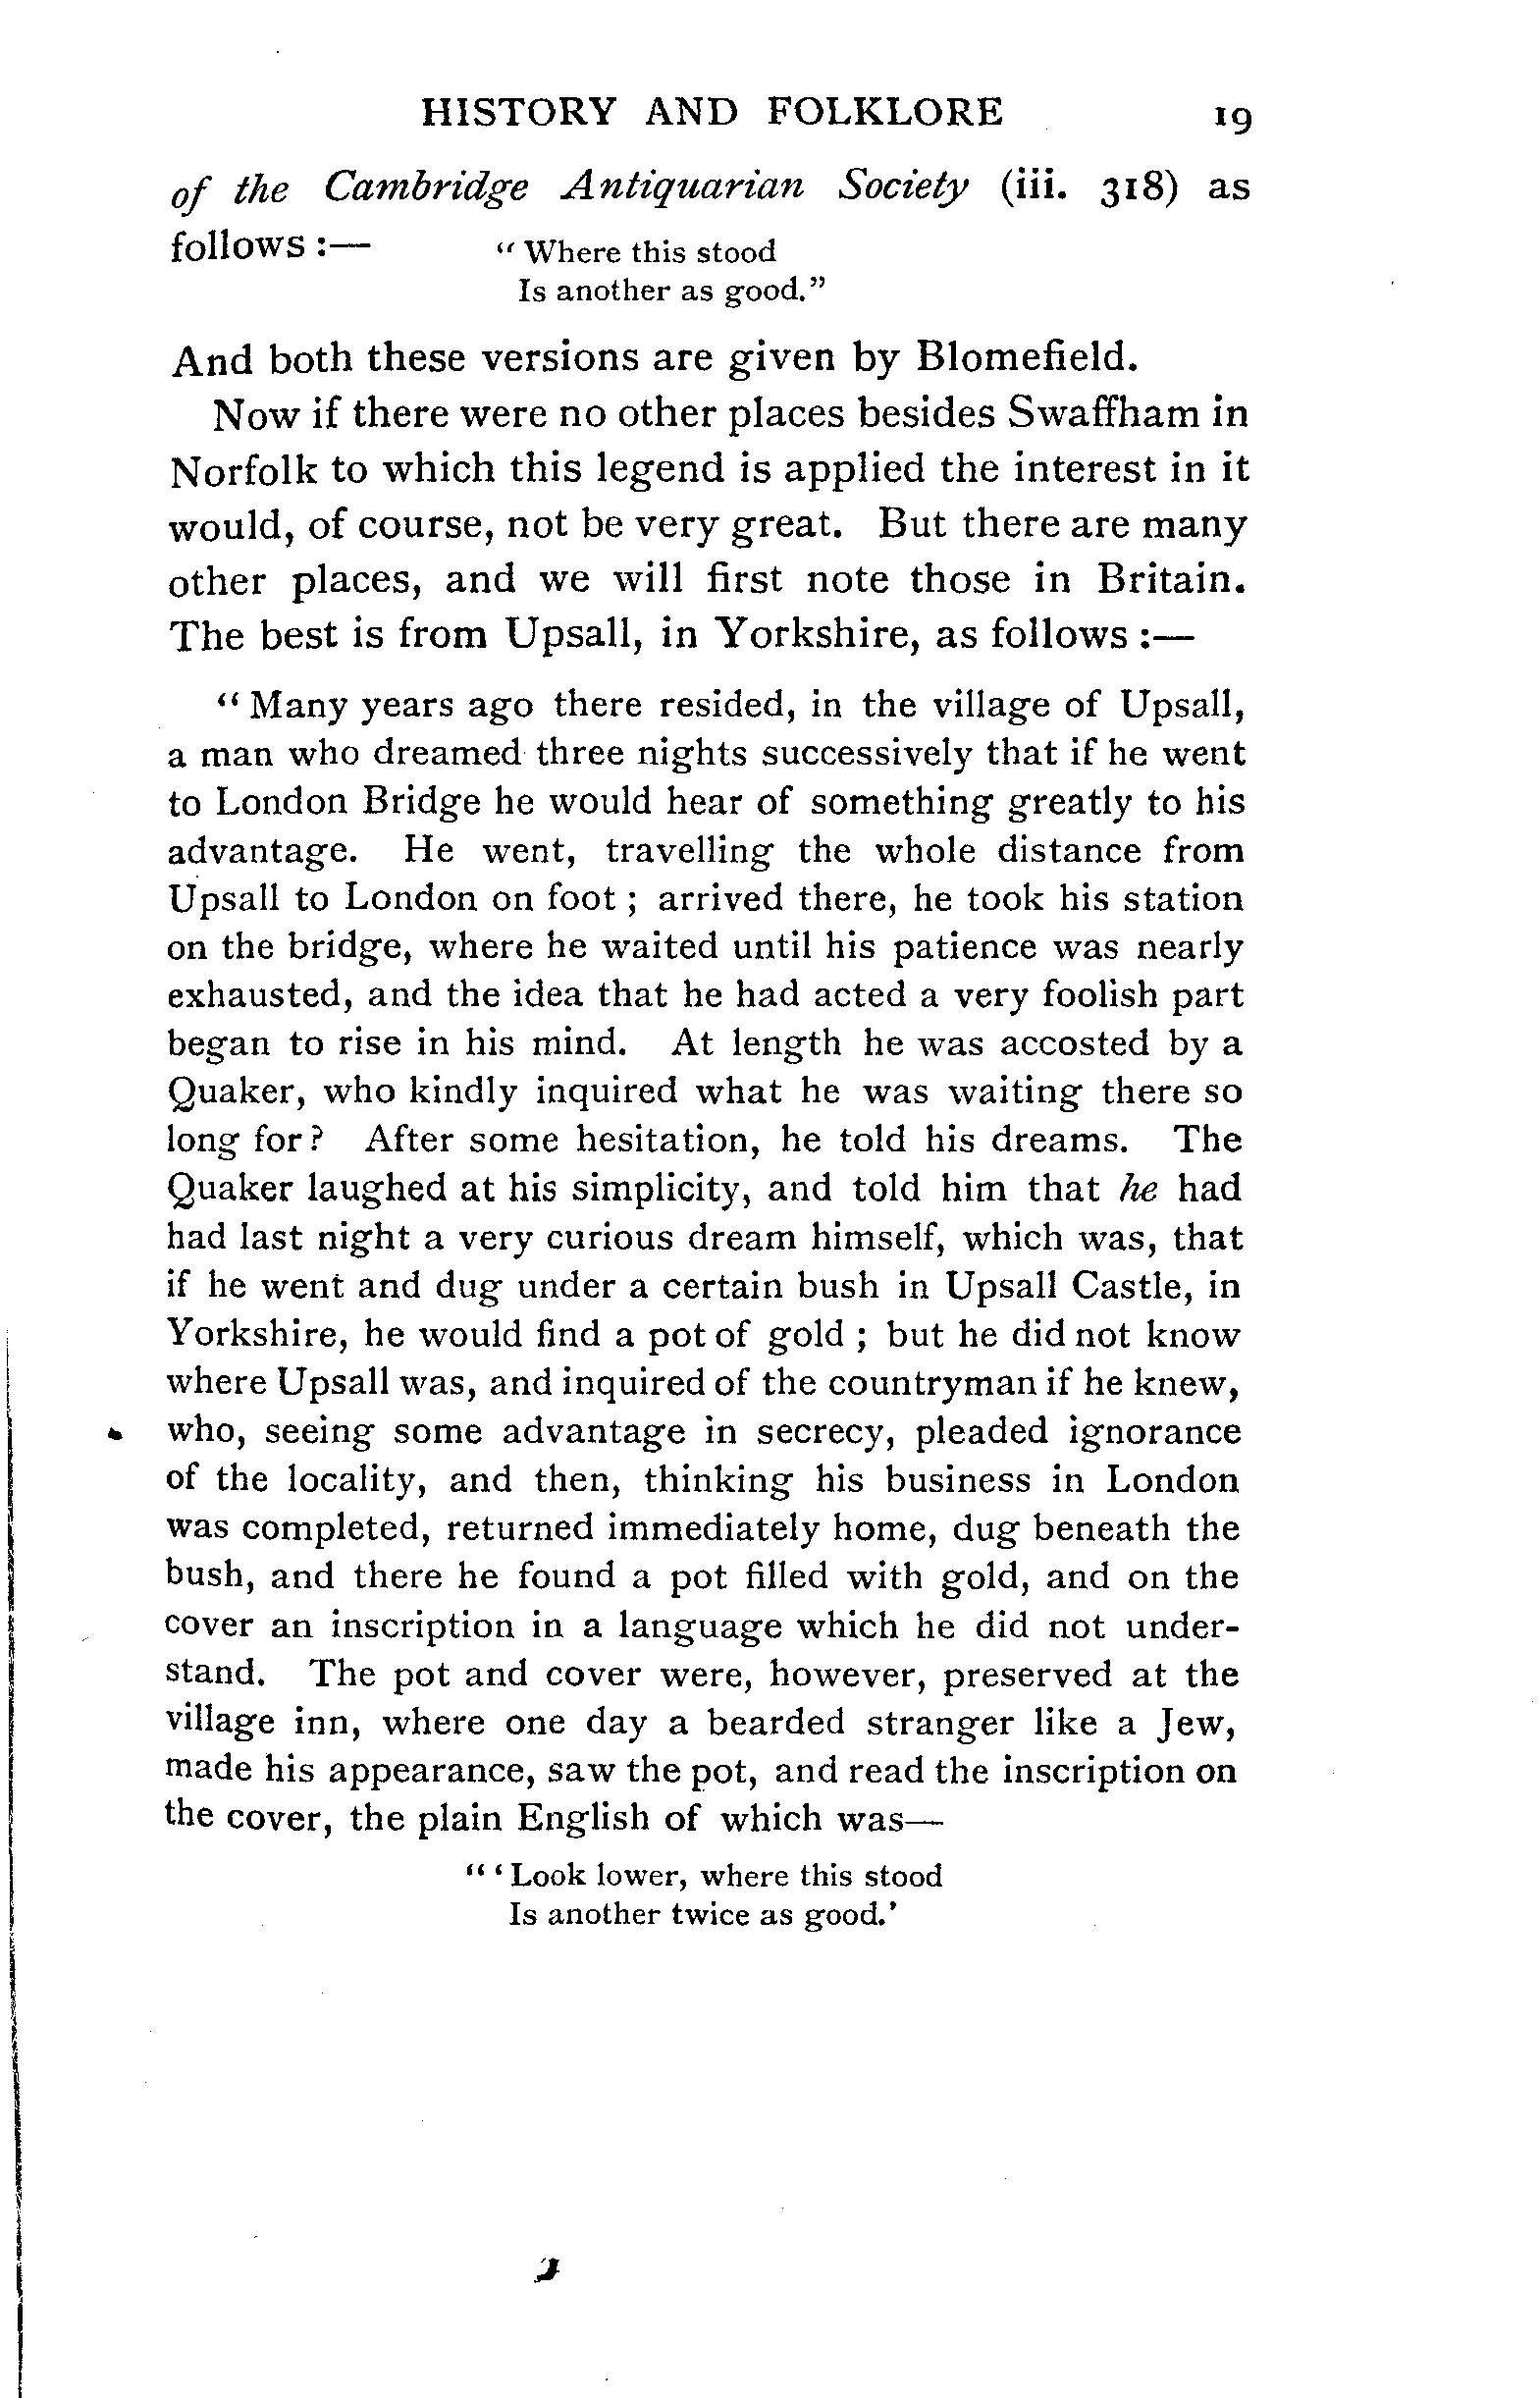 HISTORY AND FOLKLORE 19
of the Cambridge Antiquarian Society (iii. 318) as
follows :—
“ Where this stood
Is another as good.”
And both these versions are given by Blomefield.
Now if there were no other places besides Swaffham in
Norfolk to which this legend is applied the interest in it
would, of course, not be very great. But there are many
other places, and we will first note those in Britain.
The best is from Upsall, in Yorkshire, as follows :—
“ Many years ago there resided, in the village of Upsall,
a man who dreamed three nights successively that if he went
to London Bridge he would hear of something greatly to his
advantage. He went, travelling the whole distance from
Upsall to London on foot ; arrived there, he took his station
on the bridge, where he waited until his patience was nearly
exhausted, and the idea that he had acted a very foolish part
began to rise in his mind. At length he was accosted by a
Quaker, who kindly inquired what he was waiting there so
long for? After some hesitation, he told his dreams. The
Quaker laughed at his simplicity, and told him that he had
had last night a very curious dream himself, which was, that
if he went and dug under a certain bush in Upsall Castle, in
Yorkshire, he would find a pot of gold ; but he did not know
where Upsall was, and inquired of the countryman if he knew,
who, seeing some advantage in secrecy, pleaded ignorance
of the locality, and then, thinking his business in London
was completed, returned immediately home, dug beneath the
bush, and there he found a pot filled with gold, and on the
cover an inscription in a language which he did not under-
stand. The pot and cover were, however, preserved at the
village inn, where one day a bearded stranger like a Jew,
made his appearance, saw the pot, and read the inscription on
the cover, the plain English of which was—
“ ‘ Look lower, where this stood
Is another twice as good.’